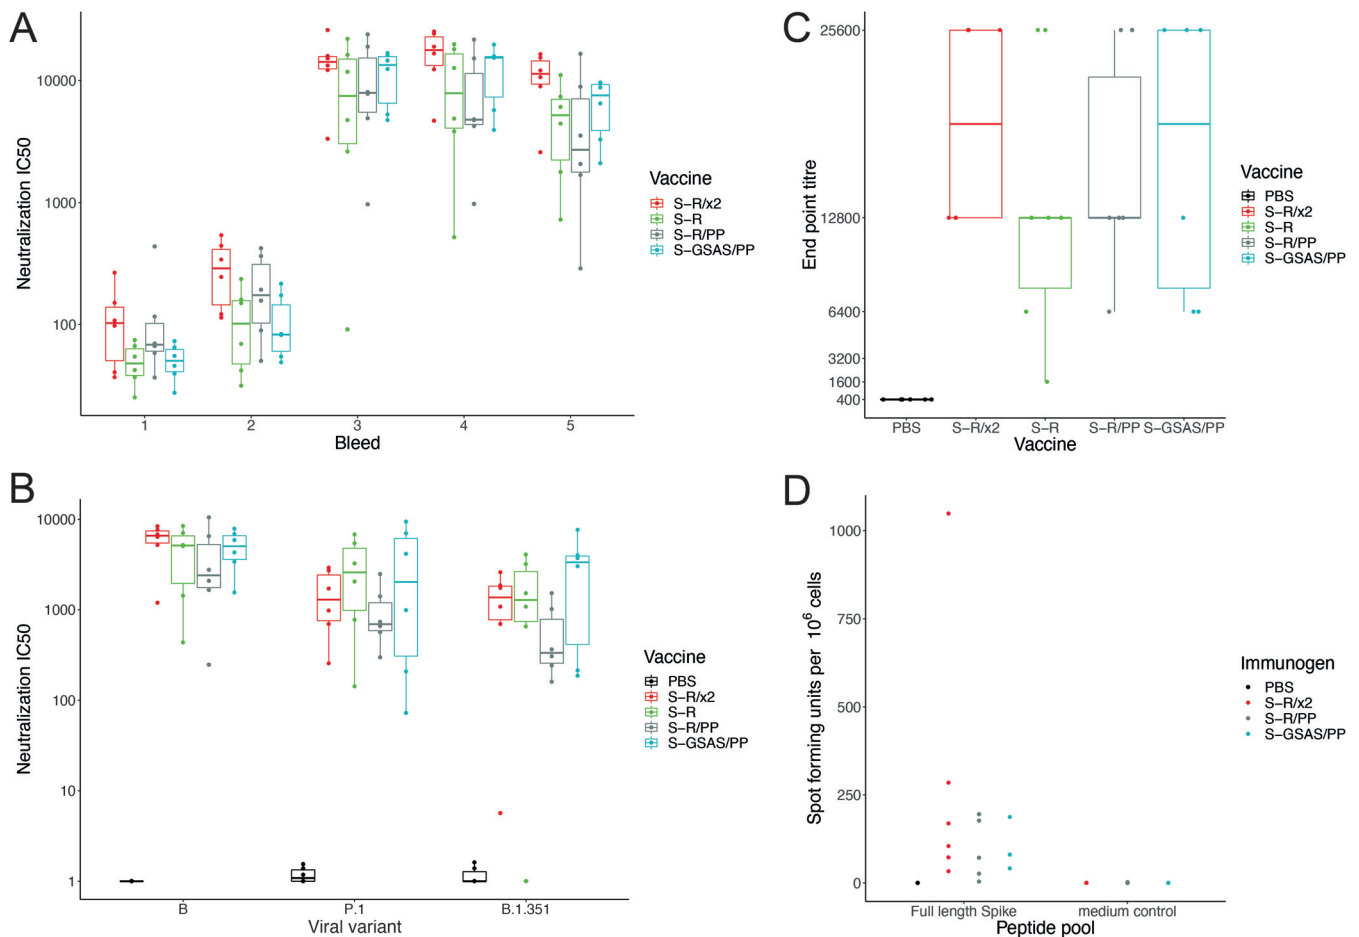 A
Neutralization IC50
10000
1000
100
1
2
3
4
5
Bleed
Vaccine
S−R/x2
S−R
S−R/PP
S−GSAS/PP
C
End point titre
25600
12800
6400
3200
1600
400
PBS
S−R/x2
S−R
S−R/PP
S−GSAS/PP
Vaccine
Vaccine
PBS
S−R/x2
S−R
S−R/PP
S−GSAS/PP
B
Neutralization IC50
10000
1000
100
10
1
B
P.1
B.1.351
Viral variant
Vaccine
PBS
S−R/x2
S−R
S−R/PP
S−GSAS/PP
D
Spot forming units per 10⁶ cells
1000
750
500
250
0
Full length Spike
medium control
Peptide pool
Immunogen
PBS
S−R/x2
S−R/PP
S−GSAS/PP